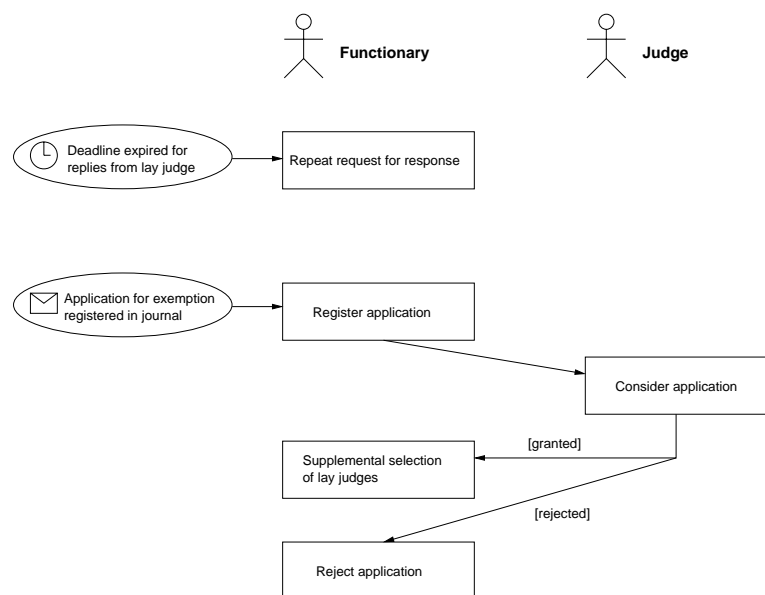 Functionary
Judge
Deadline expired for
replies from lay judge
Repeat request for response
Application for exemption
registered in journal
Register application
Consider application
[granted]
Supplemental selection
of lay judges
[rejected]
Reject application